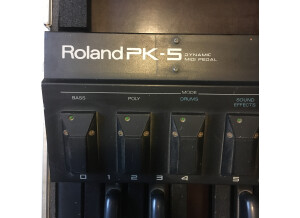 Roland PK-5 DYNAMIC MIDI PEDAL
MODE
BASS POLY DRUMS SOUND EFFECTS
0 1 2 3 4 5